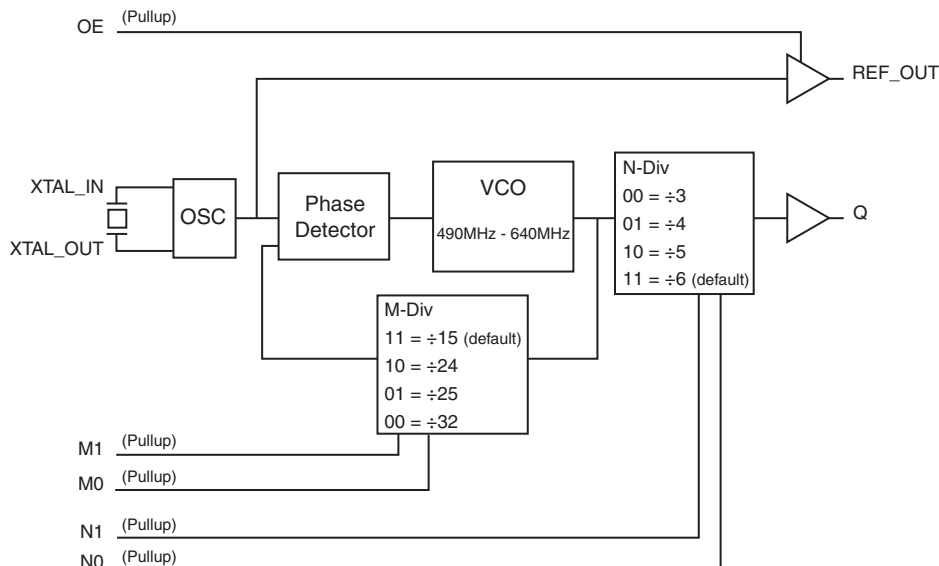 OE (Pullup)
REF_OUT
XTAL_IN
XTAL_OUT
OSC
Phase
Detector
VCO
490MHz - 640MHz
N-Div
00 = ÷3
01 = ÷4
10 = ÷5
11 = ÷6 (default)
Q
M-Div
11 = ÷15 (default)
10 = ÷24
01 = ÷25
00 = ÷32
M1 (Pullup)
M0 (Pullup)
N1 (Pullup)
N0 (Pullup)